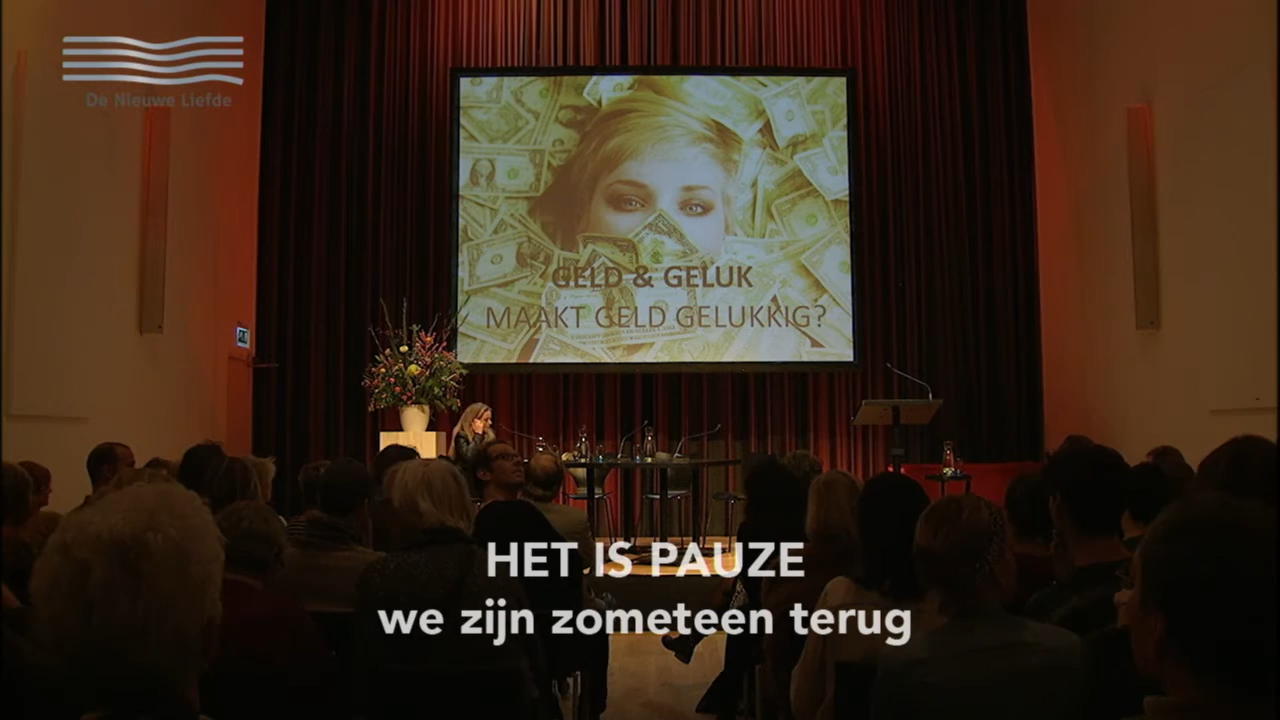 De Nieuwe Liefde
GELD & GELUK
MAAKT GELD GELUKKIG?
HET IS PAUZE
we zijn zometeen terug